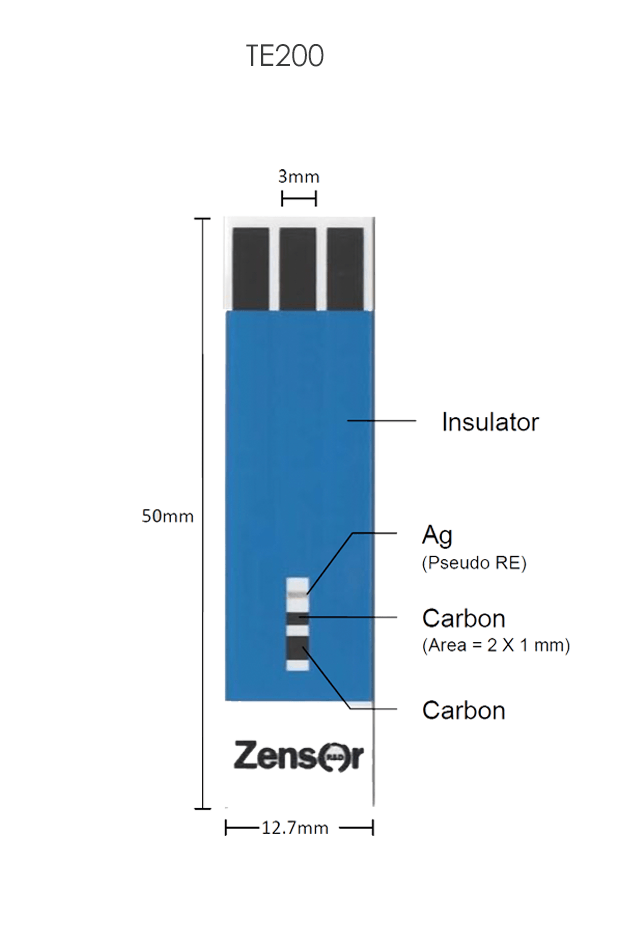 TE200
3mm
Insulator
50mm
Ag
(Pseudo RE)
Carbon
(Area = 2 X 1 mm)
Carbon
Zensor
R&D
12.7mm